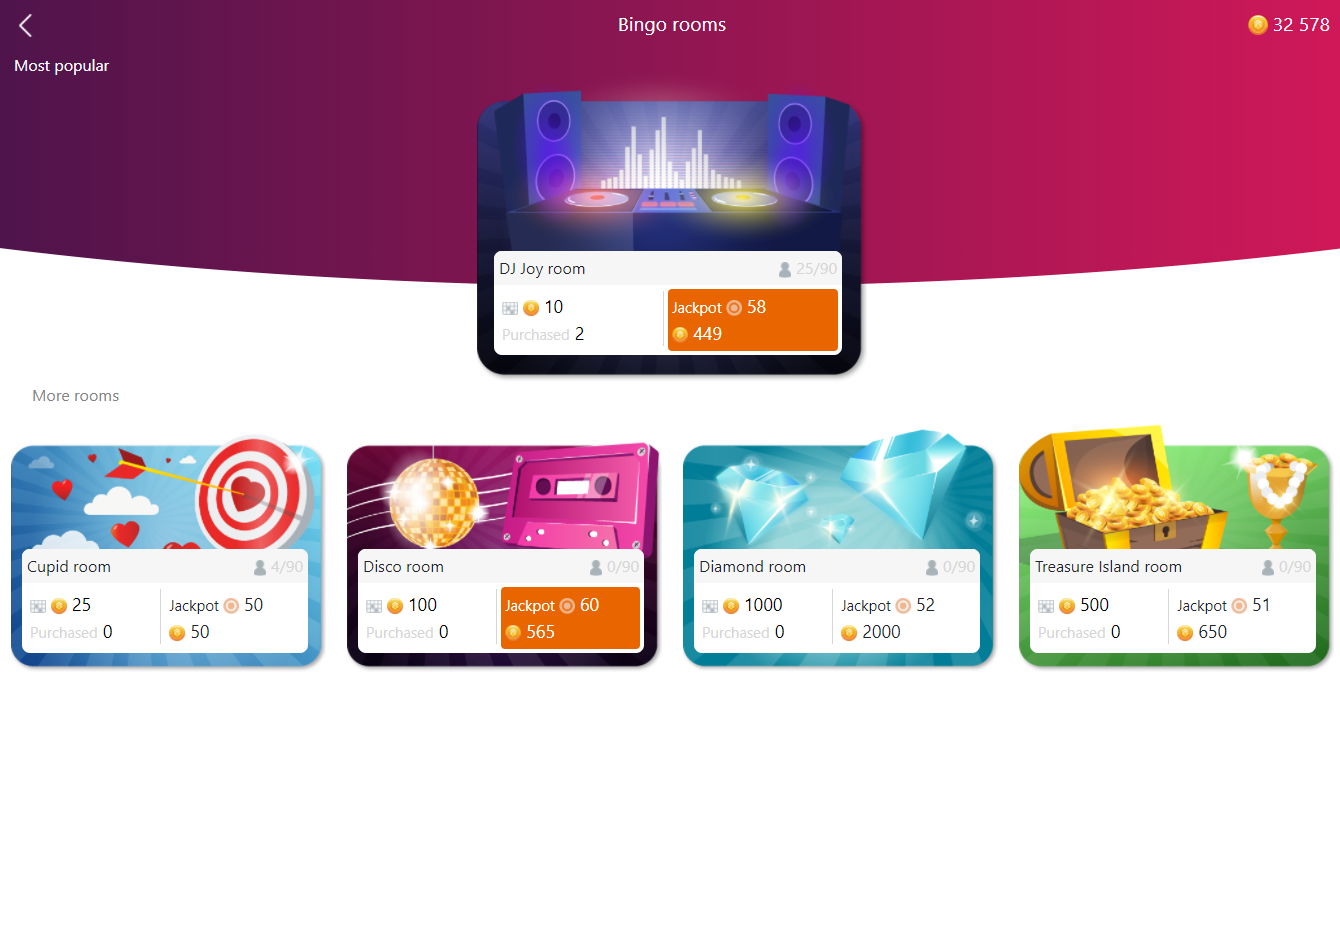 Bingo rooms
32 578
Most popular
DJ Joy room 25/90
10
Purchased 2
Jackpot 58
449
More rooms
Cupid room 4/90
25
Purchased 0
Jackpot 50
50
Disco room 0/90
100
Purchased 0
Jackpot 60
565
Diamond room 0/90
1000
Purchased 0
Jackpot 52
2000
Treasure Island room 0/90
500
Purchased 0
Jackpot 51
650